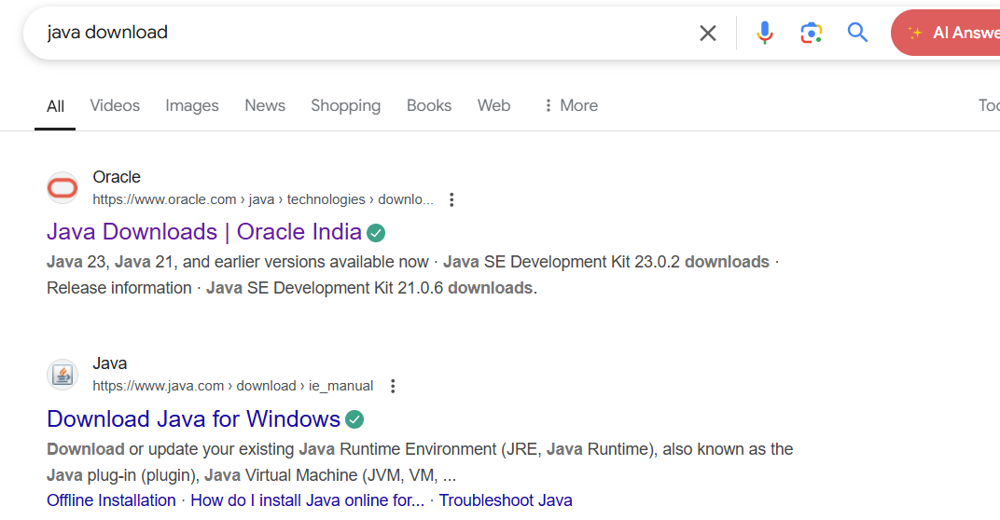 java download
AI Answe
All Videos Images News Shopping Books Web More Too
Oracle
https://www.oracle.com › java › technologies › downlo...
Java Downloads | Oracle India
Java 23, Java 21, and earlier versions available now · Java SE Development Kit 23.0.2 downloads ·
Release information · Java SE Development Kit 21.0.6 downloads.
Java
https://www.java.com › download › ie_manual
Download Java for Windows
Download or update your existing Java Runtime Environment (JRE, Java Runtime), also known as the
Java plug-in (plugin), Java Virtual Machine (JVM, VM, ...
Offline Installation · How do I install Java online for... · Troubleshoot Java